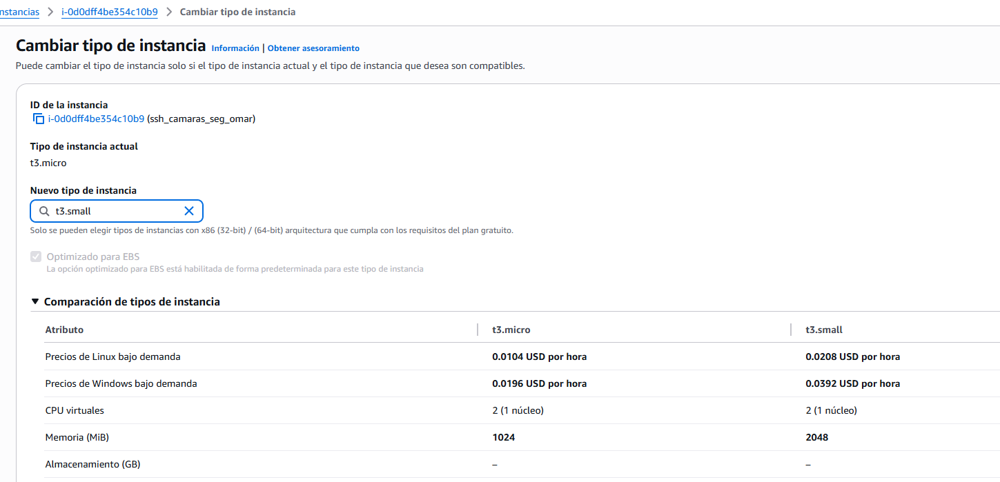 nstancias > i-0d0dff4be354c10b9 > Cambiar tipo de instancia
Cambiar tipo de instancia Información | Obtener asesoramiento
Puede cambiar el tipo de instancia solo si el tipo de instancia actual y el tipo de instancia que desea son compatibles.
ID de la instancia
i-0d0dff4be354c10b9 (ssh_camaras_seg_omar)
Tipo de instancia actual
t3.micro
Nuevo tipo de instancia
t3.small
Solo se pueden elegir tipos de instancias con x86 (32-bit) / (64-bit) arquitectura que cumpla con los requisitos del plan gratuito.
Optimizado para EBS
La opción optimizado para EBS está habilitada de forma predeterminada para este tipo de instancia
Comparación de tipos de instancia
Atributo t3.micro t3.small
Precios de Linux bajo demanda 0.0104 USD por hora 0.0208 USD por hora
Precios de Windows bajo demanda 0.0196 USD por hora 0.0392 USD por hora
CPU virtuales 2 (1 núcleo) 2 (1 núcleo)
Memoria (MiB) 1024 2048
Almacenamiento (GB) – –